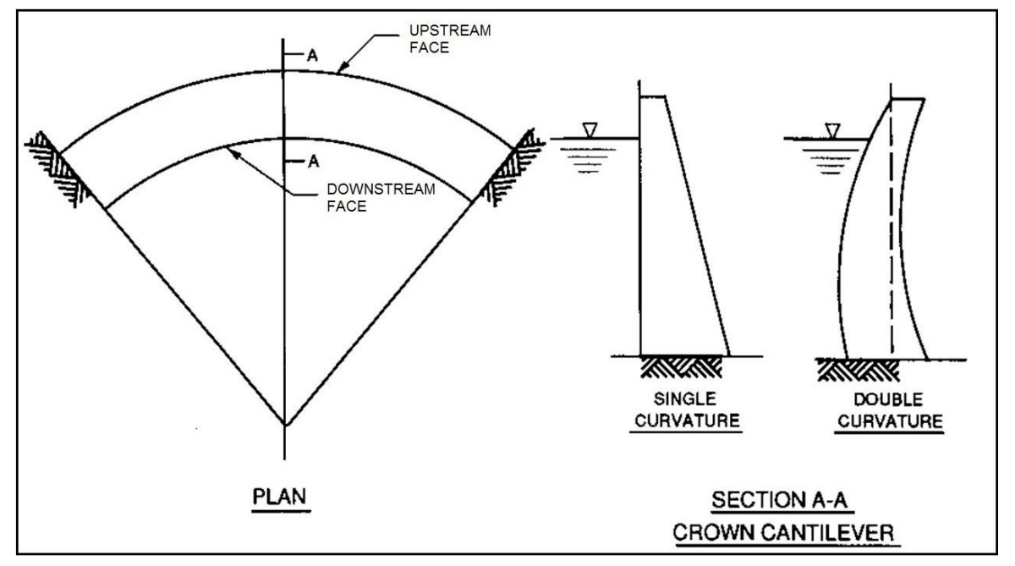 UPSTREAM
FACE
A
A
DOWNSTREAM
FACE
PLAN
SINGLE
CURVATURE
DOUBLE
CURVATURE
SECTION A-A
CROWN CANTILEVER